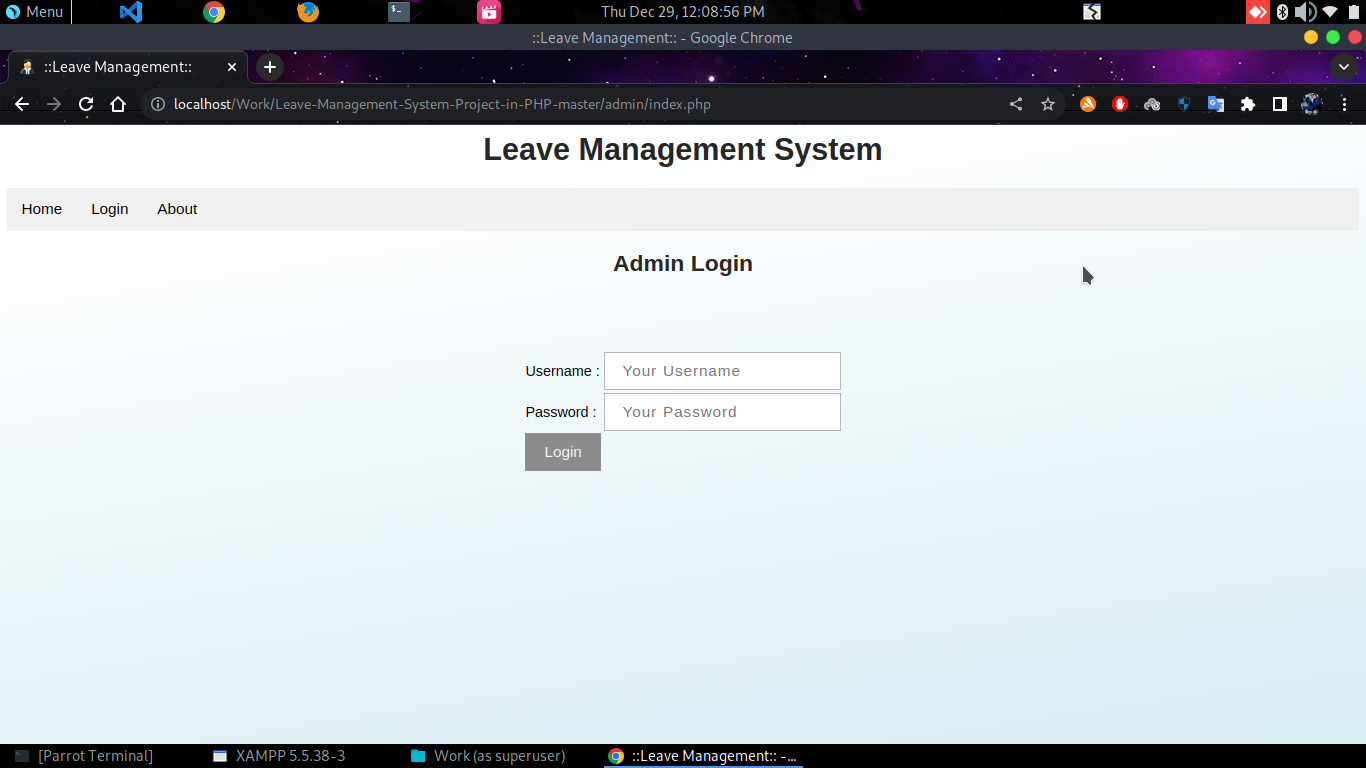 Menu
Thu Dec 29, 12:08:56 PM
::Leave Management:: - Google Chrome
::Leave Management::
localhost/Work/Leave-Management-System-Project-in-PHP-master/admin/index.php
Leave Management System
Home Login About
Admin Login
Username : Your Username
Password : Your Password
Login
[Parrot Terminal] XAMPP 5.5.38-3 Work (as superuser) ::Leave Management:: -...